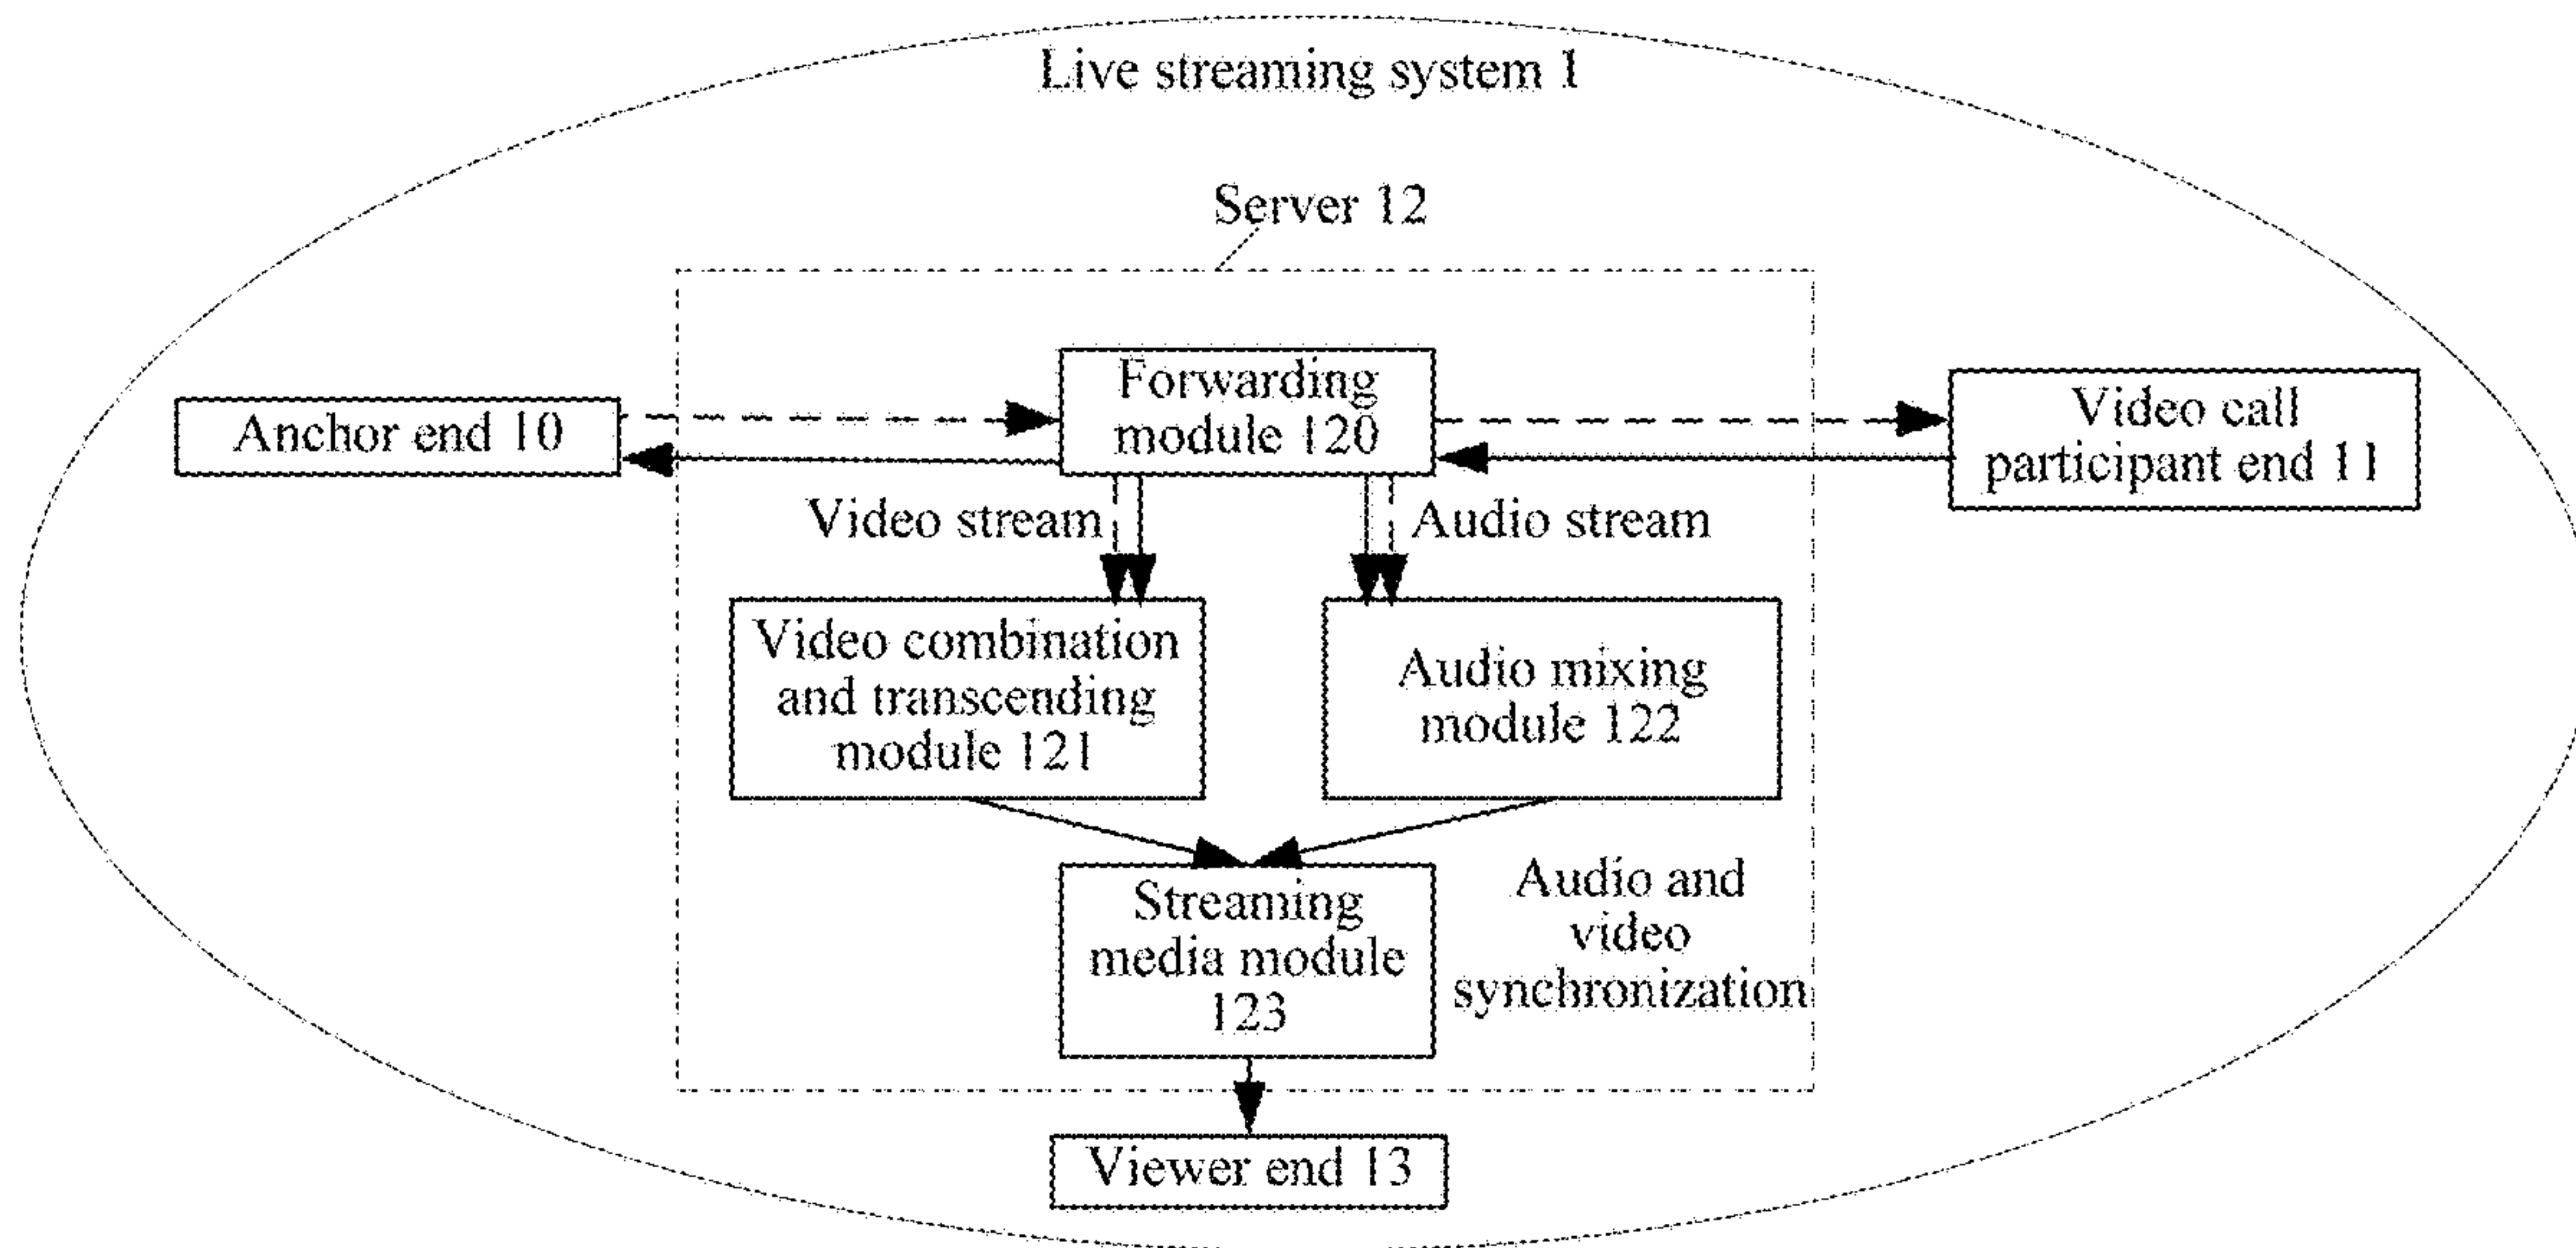 Live streaming system 1
Server 12
Forwarding
module 120
Anchor end 10
Video call
participant end 11
Video stream
Audio stream
Video combination
and transcending
module 121
Audio mixing
module 122
Streaming
media module
123
Audio and
video
synchronization
Viewer end 13